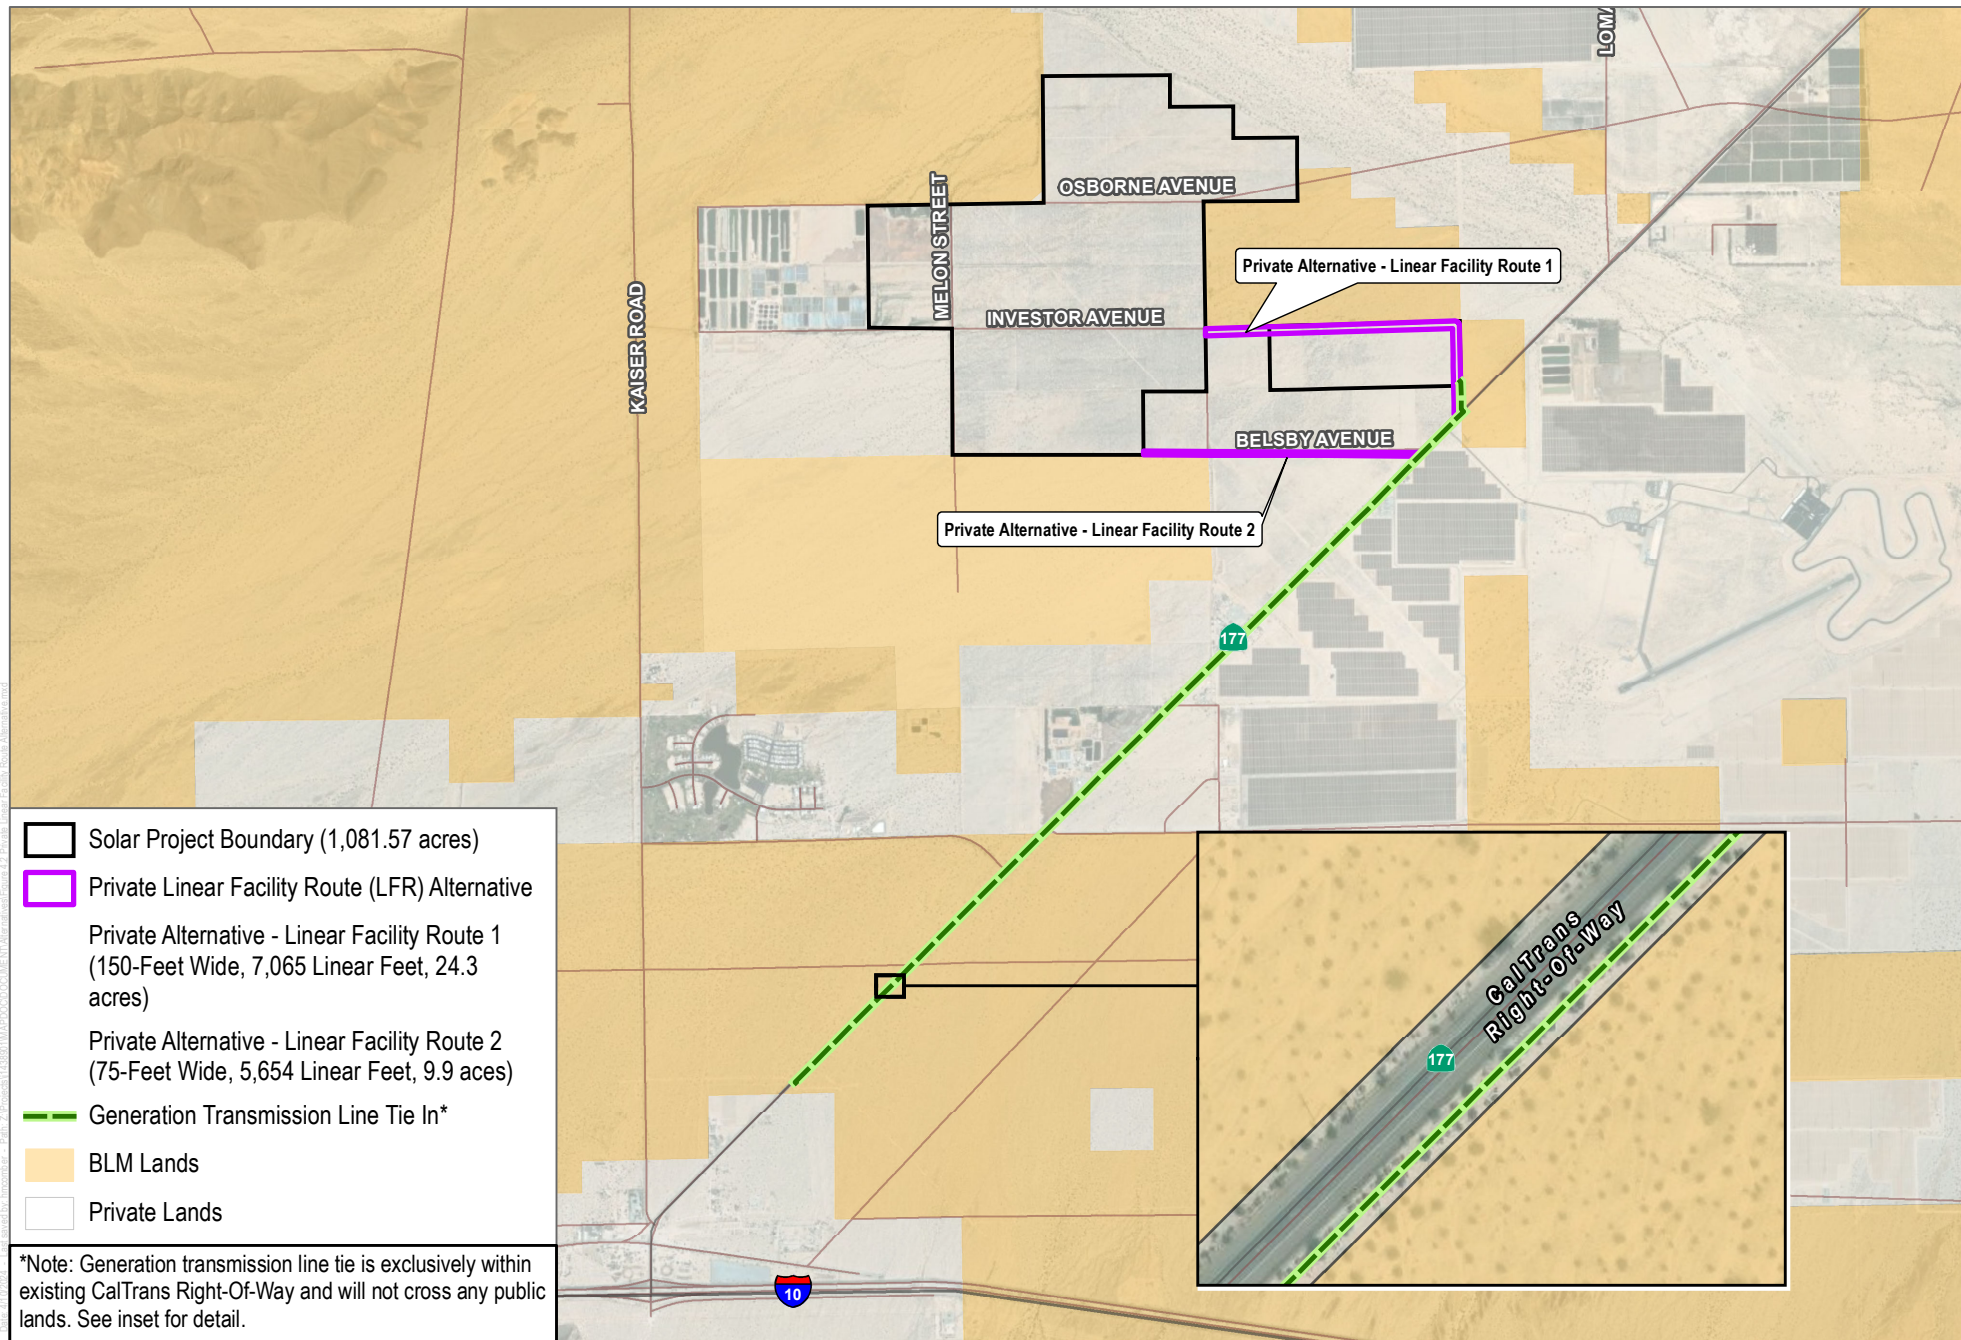 LOMA
OSBORNE AVENUE
MELON STREET
Private Alternative - Linear Facility Route 1
KAISER ROAD
INVESTOR AVENUE
BELSBY AVENUE
Private Alternative - Linear Facility Route 2
177
Solar Project Boundary (1,081.57 acres)
Private Linear Facility Route (LFR) Alternative
Private Alternative - Linear Facility Route 1
(150-Feet Wide, 7,065 Linear Feet, 24.3
acres)
Private Alternative - Linear Facility Route 2
(75-Feet Wide, 5,654 Linear Feet, 9.9 aces)
Generation Transmission Line Tie In*
BLM Lands
Private Lands
*Note: Generation transmission line tie is exclusively within
existing CalTrans Right-Of-Way and will not cross any public
lands. See inset for detail.
CalTrans
Right-Of-Way
177
10